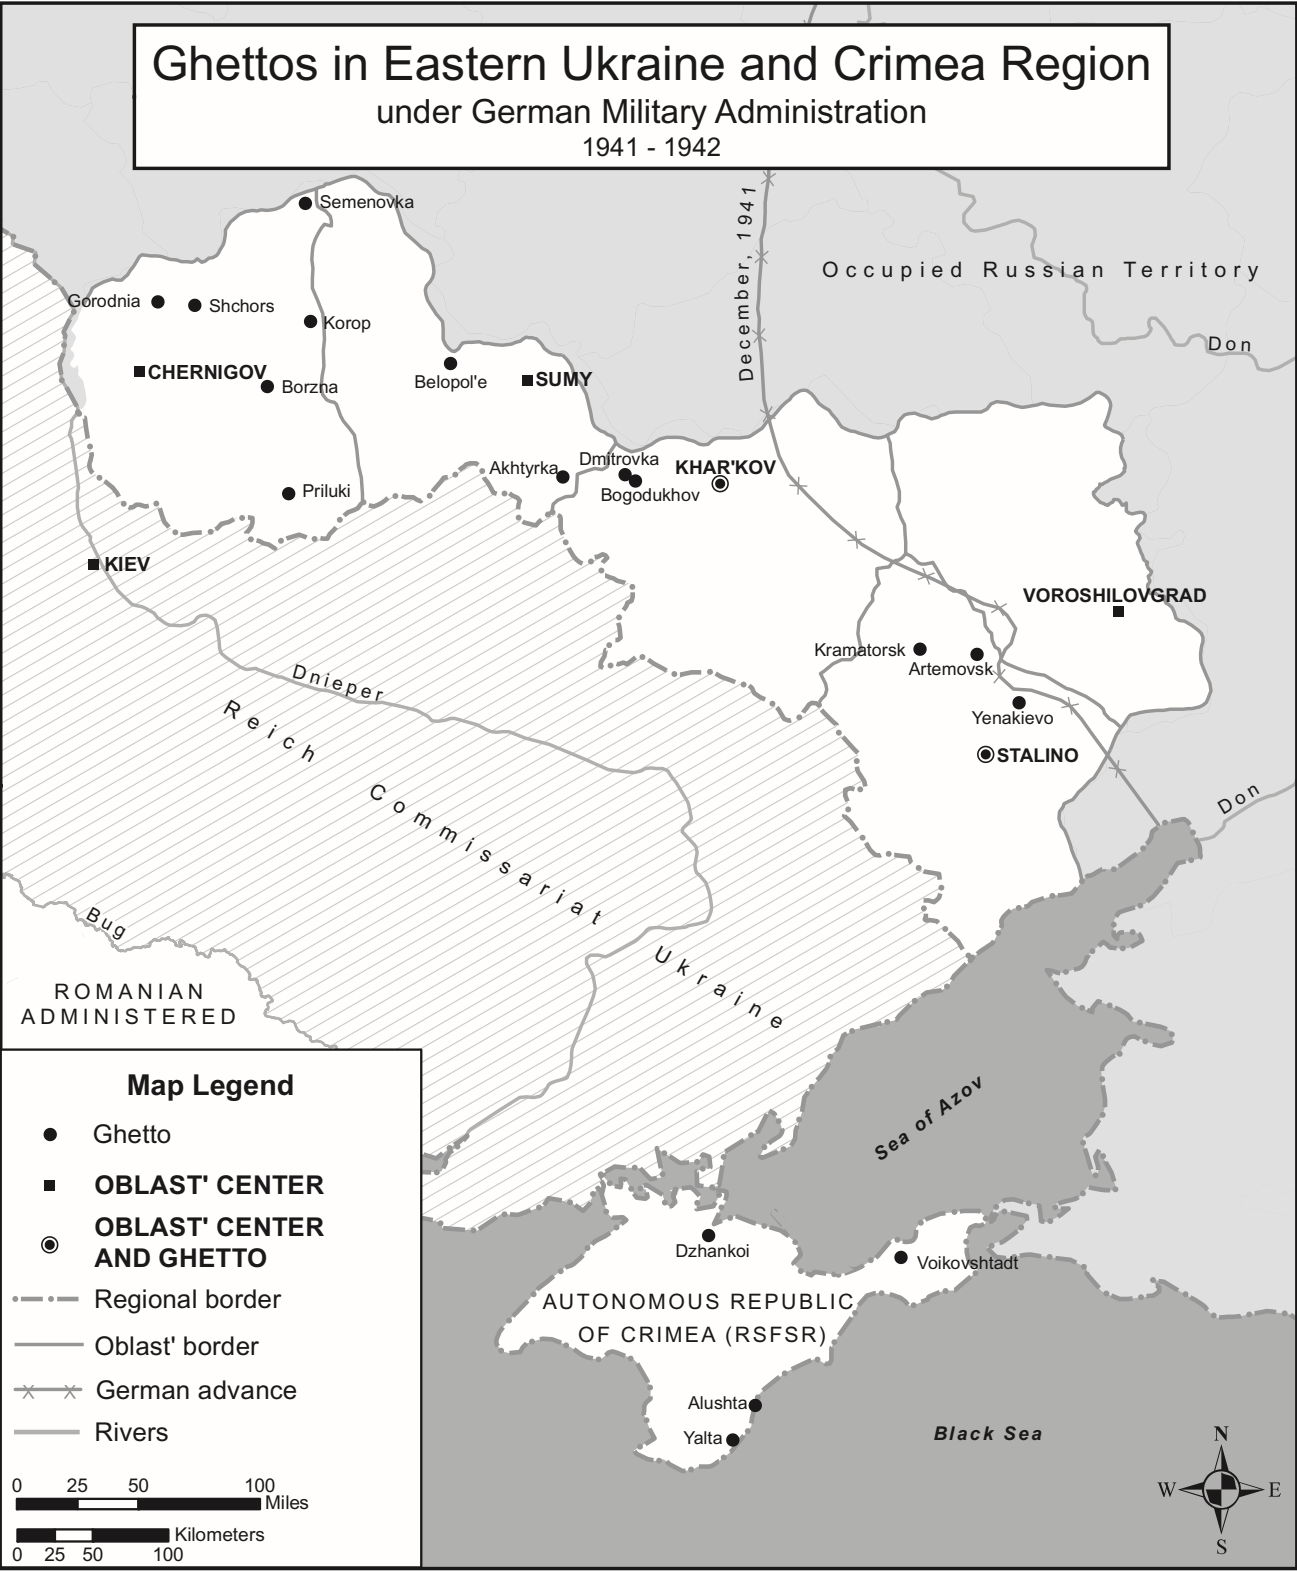 Ghettos in Eastern Ukraine and Crimea Region
under German Military Administration
1941 - 1942
Semenovka
December, 1941
Occupied Russian Territory
Gorodnia
Shchors
Korop
Don
CHERNIGOV
Borzna
Belopol'e
SUMY
Akhtyrka
Dmitrovka
Bogodukhov
KHAR'KOV
Priluki
KIEV
VOROSHILOVGRAD
Kramatorsk
Artemovsk
Dnieper
Yenakievo
STALINO
Reich Commissariat Ukraine
Don
Bug
ROMANIAN
ADMINISTERED
Sea of Azov
Dzhankoi
Voikovshtadt
AUTONOMOUS REPUBLIC
OF CRIMEA (RSFSR)
Alushta
Yalta
Black Sea
Map Legend
Ghetto
OBLAST' CENTER
OBLAST' CENTER
AND GHETTO
Regional border
Oblast' border
German advance
Rivers
0 25 50 100
Miles
Kilometers
0 25 50 100
N
W E
S